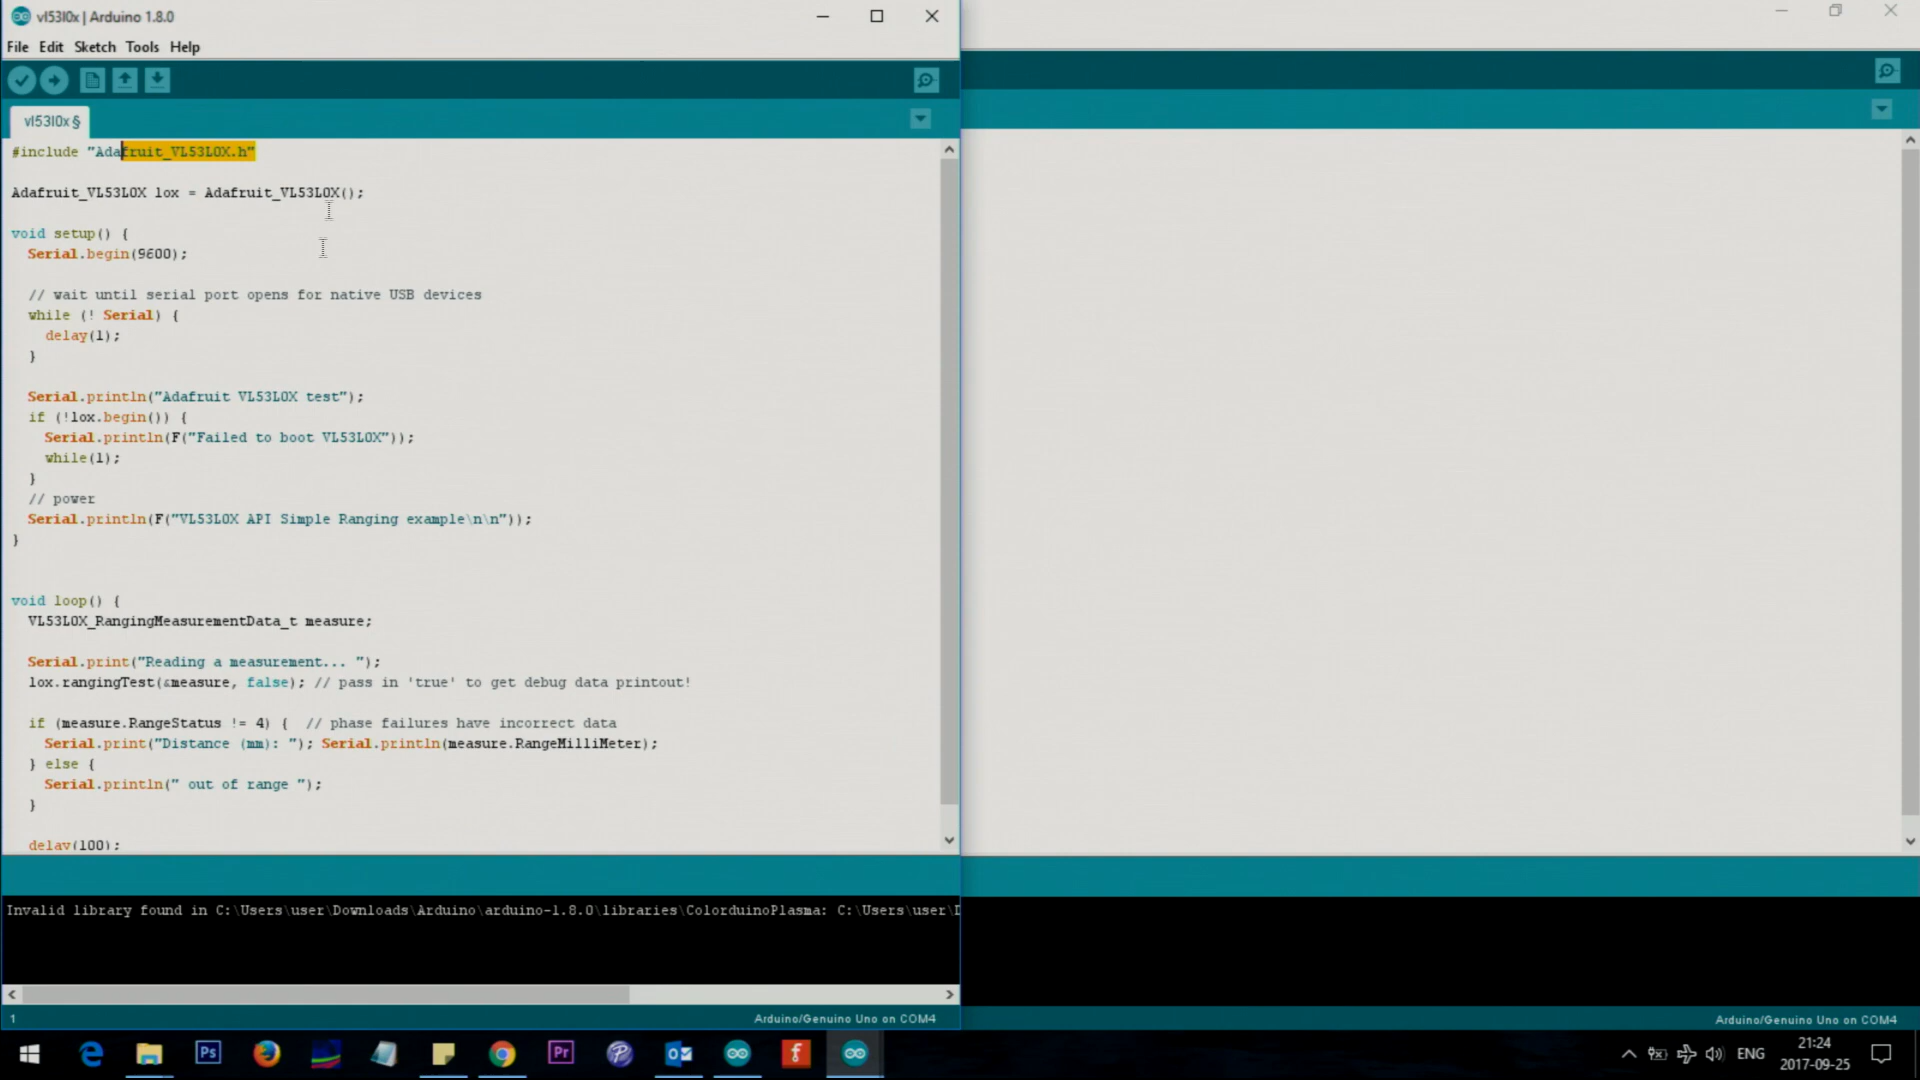 vl53l0x | Arduino 1.8.0
File Edit Sketch Tools Help
vl53l0x §
#include "Adafruit_VL53L0X.h"
Adafruit_VL53L0X lox = Adafruit_VL53L0X();
void setup() {
Serial.begin(9600);
// wait until serial port opens for native USB devices
while (! Serial) {
delay(1);
}
Serial.println("Adafruit VL53L0X test");
if (!lox.begin()) {
Serial.println(F("Failed to boot VL53L0X"));
while(1);
}
// power
Serial.println(F("VL53L0X API Simple Ranging example\n\n"));
}
void loop() {
VL53L0X_RangingMeasurementData_t measure;
Serial.print("Reading a measurement... ");
lox.rangingTest(&measure, false); // pass in 'true' to get debug data printout!
if (measure.RangeStatus != 4) { // phase failures have incorrect data
Serial.print("Distance (mm): "); Serial.println(measure.RangeMilliMeter);
} else {
Serial.println(" out of range ");
}
delay(100);
Invalid library found in C:\Users\user\Downloads\Arduino\arduino-1.8.0\libraries\ColorduinoPlasma: C:\Users\user\D
1
Arduino/Genuino Uno on COM4
Arduino/Genuino Uno on COM4
Ps
Pr
ENG
21:24
2017-09-25